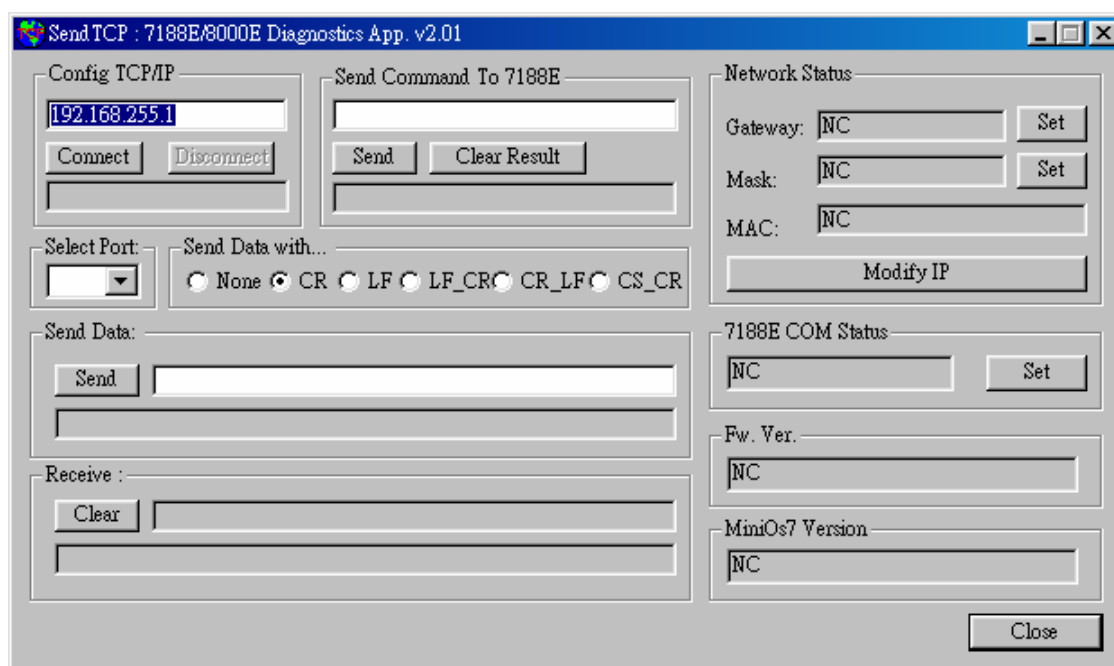 SendTCP : 7188E/8000E Diagnostics App. v2.01
Config TCP/IP
192.168.255.1
Connect Disconnect
Send Command To 7188E
Send Clear Result
Select Port:
Send Data with...
None CR LF LF_CR CR_LF CS_CR
Send Data:
Send
Receive :
Clear
Network Status
Gateway: NC Set
Mask: NC Set
MAC: NC
Modify IP
7188E COM Status
NC Set
Fw. Ver.
NC
MiniOs7 Version
NC
Close